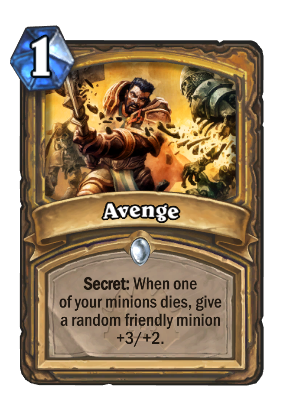 1
Avenge
Secret: When one
of your minions dies, give
a random friendly minion
+3/+2.